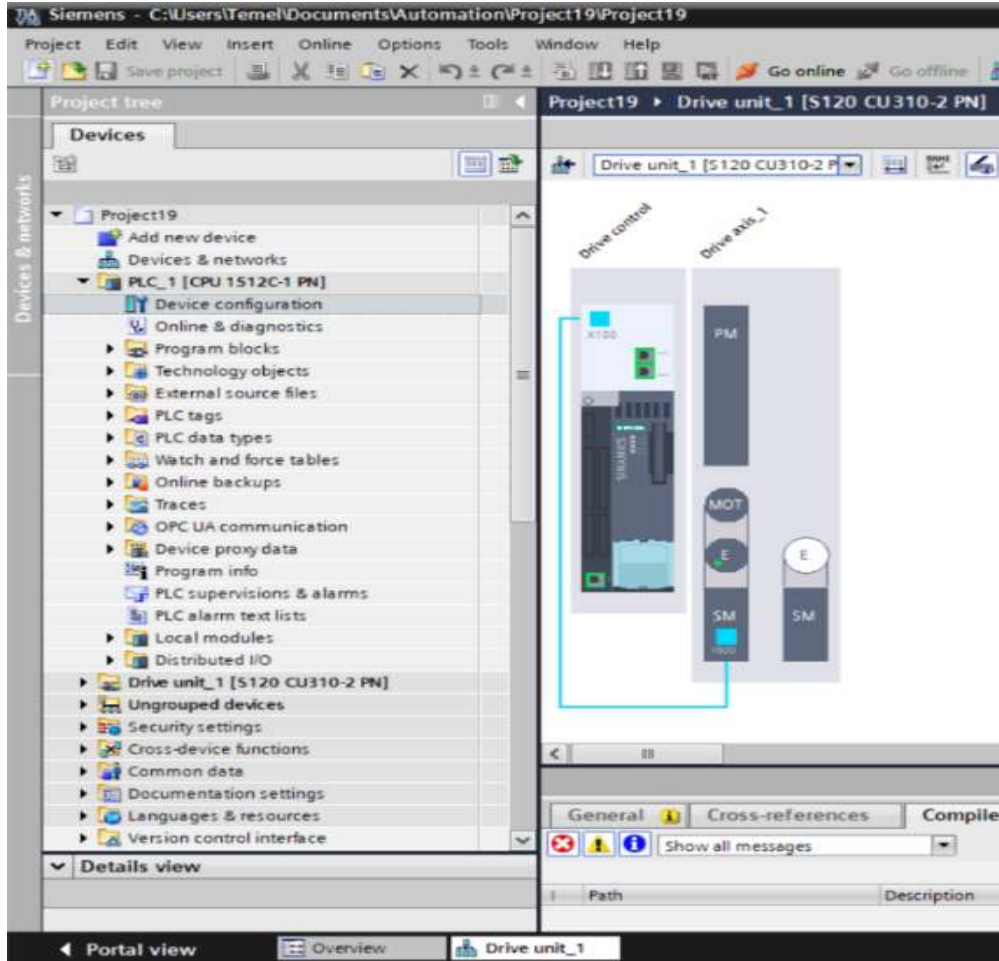 Siemens - C:\Users\Temel\Documents\Automation\Project19\Project19
Project Edit View Insert Online Options Tools Window Help
Save project Go online Go offline
Project tree
Project19 ▸ Drive unit_1 [S120 CU310-2 PN]
Devices
Drive unit_1 [S120 CU310-2 P
Devices & networks
Project19
Add new device
Devices & networks
PLC_1 [CPU 1512C-1 PN]
Device configuration
Online & diagnostics
Program blocks
Technology objects
External source files
PLC tags
PLC data types
Watch and force tables
Online backups
Traces
OPC UA communication
Device proxy data
Program info
PLC supervisions & alarms
PLC alarm text lists
Local modules
Distributed I/O
Drive unit_1 [S120 CU310-2 PN]
Ungrouped devices
Security settings
Cross-device functions
Common data
Documentation settings
Languages & resources
Version control interface
Details view
Drive control
Drive axis_1
X100
PM
SINAMICS
MOT
E
E
SM
SM
General Cross-references Compile
Show all messages
! Path Description
Portal view Overview Drive unit_1